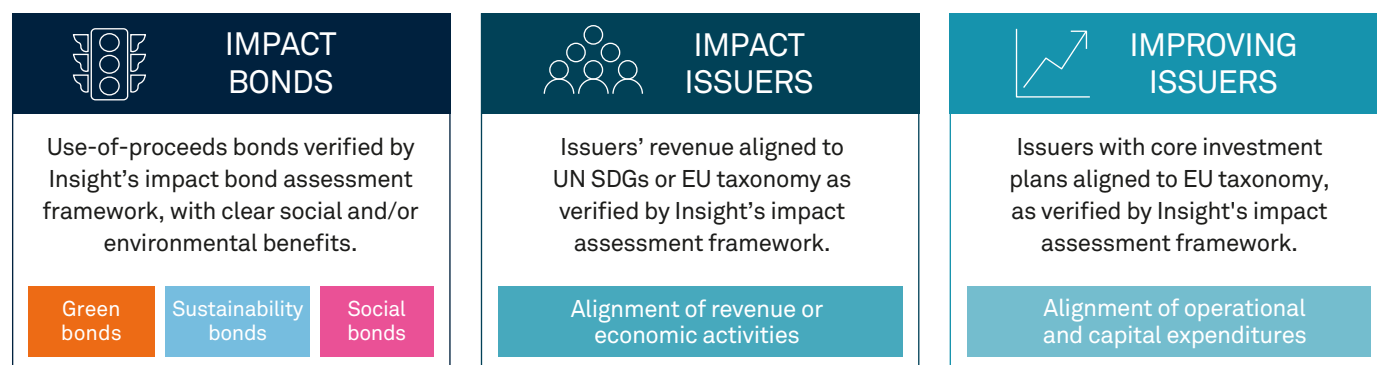 IMPACT
BONDS
Use-of-proceeds bonds verified by
Insight’s impact bond assessment
framework, with clear social and/or
environmental benefits.
Green
bonds
Sustainability
bonds
Social
bonds
IMPACT
ISSUERS
Issuers’ revenue aligned to
UN SDGs or EU taxonomy as
verified by Insight’s impact
assessment framework.
Alignment of revenue or
economic activities
IMPROVING
ISSUERS
Issuers with core investment
plans aligned to EU taxonomy,
as verified by Insight's impact
assessment framework.
Alignment of operational
and capital expenditures